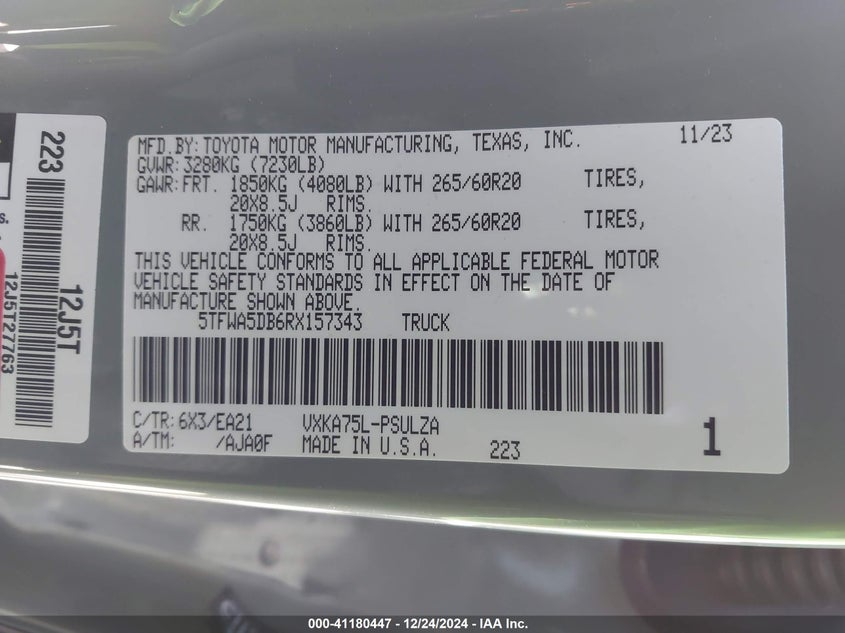 MFD.BY: TOYOTA MOTOR MANUFACTURING, TEXAS, INC. 11/23
GVWR: 3280KG (7230LB)
GAWR: FRT. 1850KG (4080LB) WITH 265/60R20 TIRES,
20X8.5J RIMS.
RR. 1750KG (3860LB) WITH 265/60R20 TIRES,
20X8.5J RIMS.
THIS VEHICLE CONFORMS TO ALL APPLICABLE FEDERAL MOTOR
VEHICLE SAFETY STANDARDS IN EFFECT ON THE DATE OF
MANUFACTURE SHOWN ABOVE.
5TFWA5DB6RX157343 TRUCK
C/TR: 6X3/EA21 VXKA75L-PSULZA
A/TM: /AJA0F MADE IN U.S.A. 223 1
223 12J5T
12J5T27763
000-41180447 - 12/24/2024 - IAA Inc.